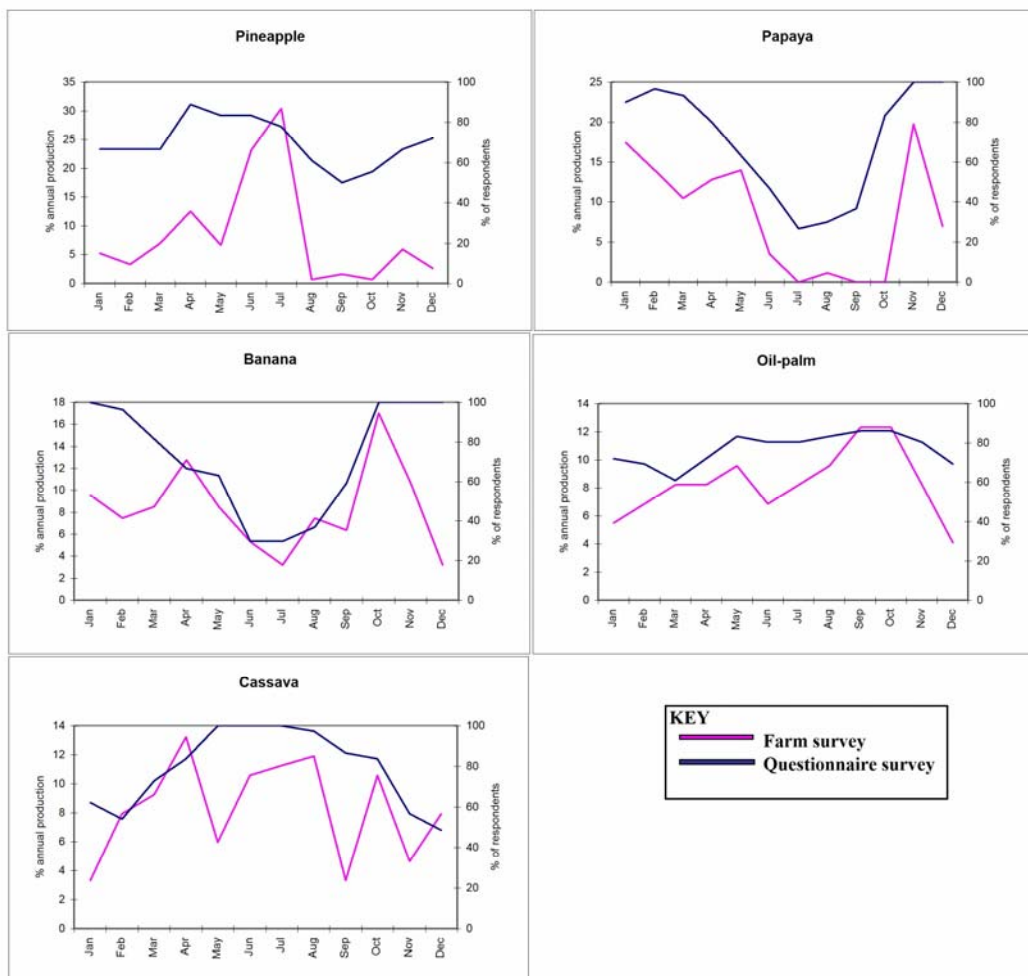 Pineapple
% annual production
35
30
25
20
15
10
5
0
100
80
60
40
20
0
% of respondents
Jan
Feb
Mar
Apr
May
Jun
Jul
Aug
Sep
Oct
Nov
Dec
Papaya
% annual production
25
20
15
10
5
0
100
80
60
40
20
0
% of respondents
Jan
Feb
Mar
Apr
May
Jun
Jul
Aug
Sep
Oct
Nov
Dec
Banana
% annual production
18
16
14
12
10
8
6
4
2
0
100
80
60
40
20
0
% of respondents
Jan
Feb
Mar
Apr
May
Jun
Jul
Aug
Sep
Oct
Nov
Dec
Oil-palm
% annual production
14
12
10
8
6
4
2
0
100
80
60
40
20
0
% of respondents
Jan
Feb
Mar
Apr
May
Jun
Jul
Aug
Sep
Oct
Nov
Dec
Cassava
% annual production
14
12
10
8
6
4
2
0
100
80
60
40
20
0
% of respondents
Jan
Feb
Mar
Apr
May
Jun
Jul
Aug
Sep
Oct
Nov
Dec
KEY
Farm survey
Questionnaire survey